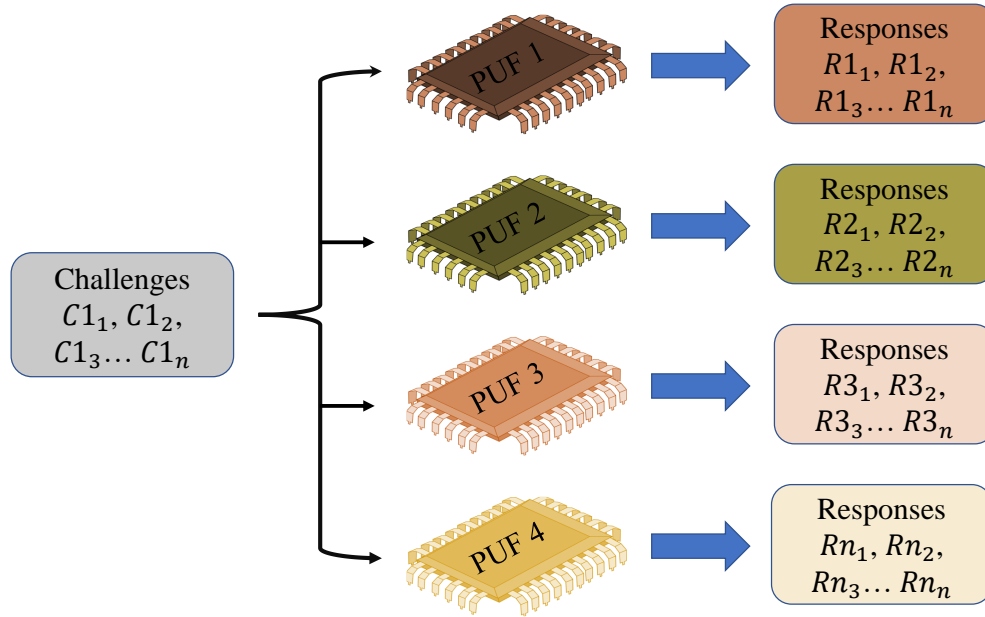 Challenges
C1₁, C1₂,
C1₃… C1ₙ
PUF 1
Responses
R1₁, R1₂,
R1₃… R1ₙ
PUF 2
Responses
R2₁, R2₂,
R2₃… R2ₙ
PUF 3
Responses
R3₁, R3₂,
R3₃… R3ₙ
PUF 4
Responses
Rn₁, Rn₂,
Rn₃… Rnₙ